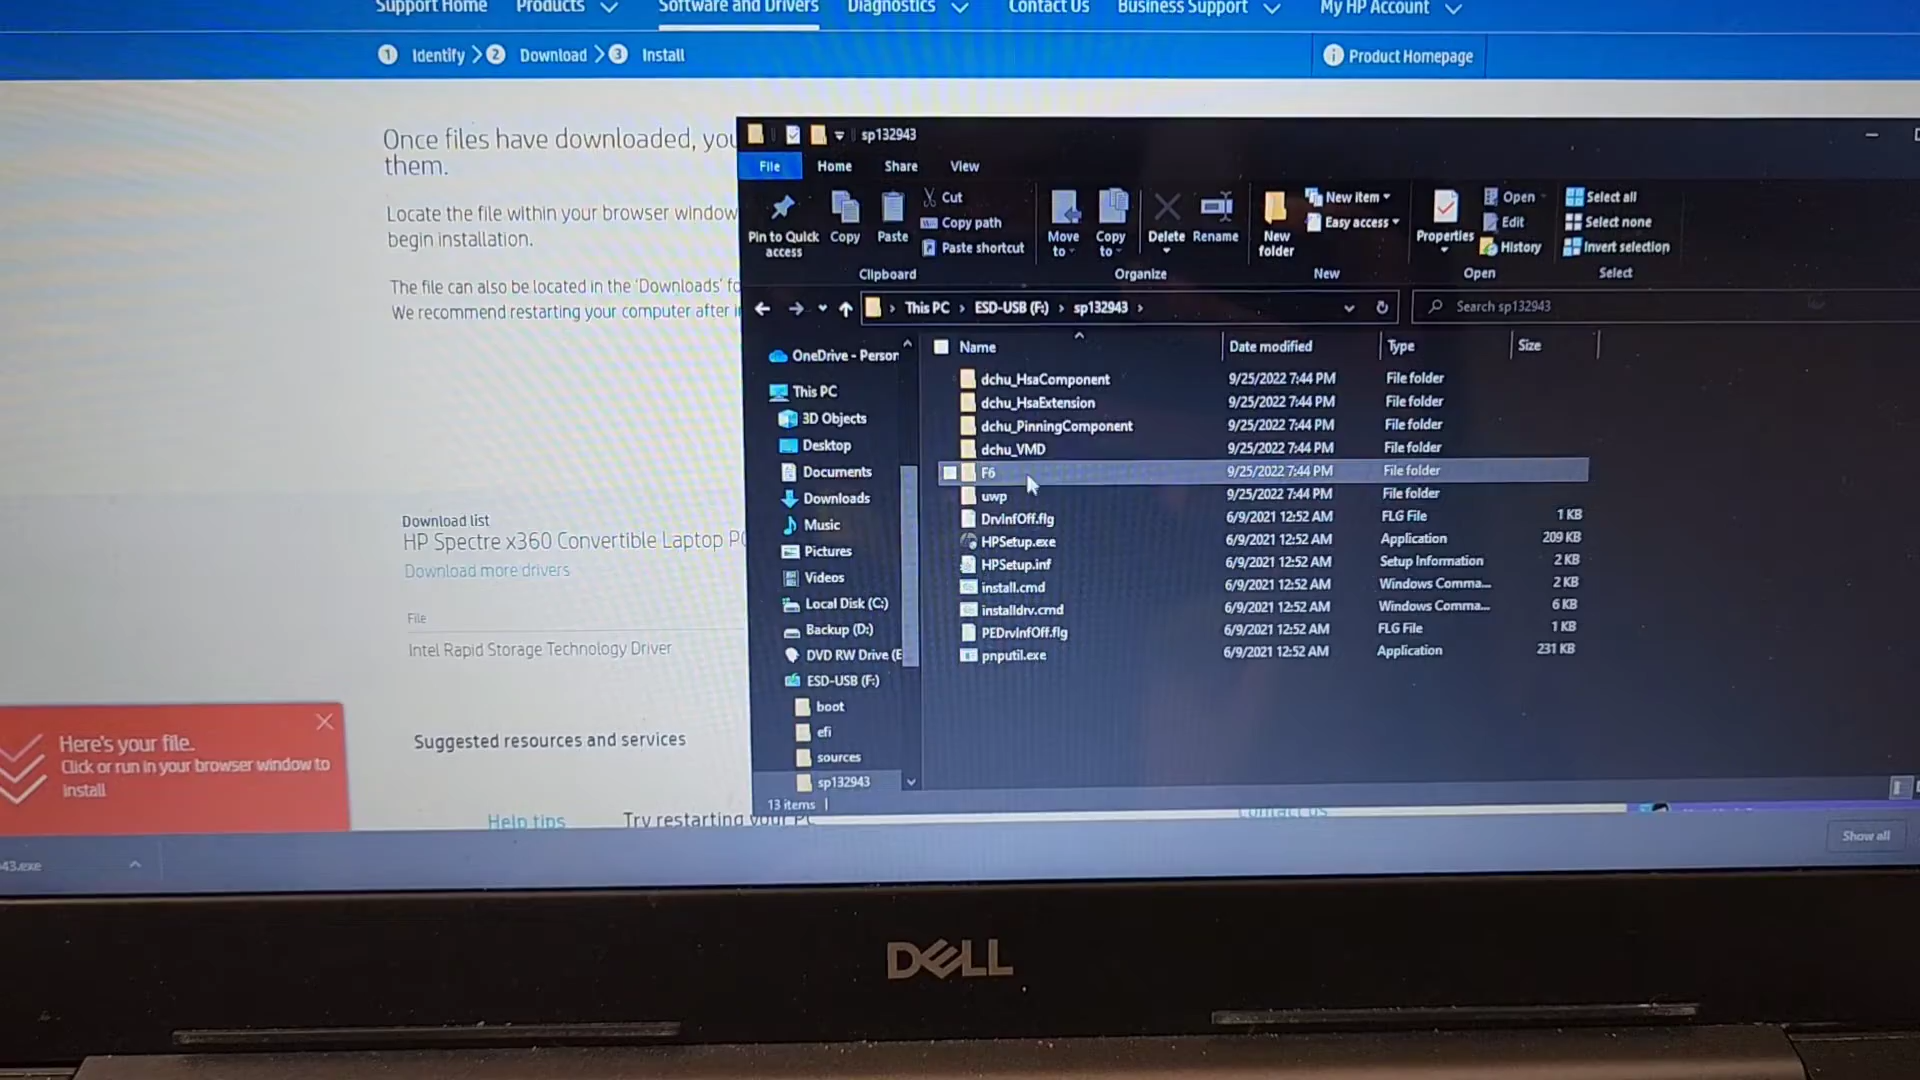 Support Home Products Software and Drivers Diagnostics Contact Us Business Support My HP Account
1 Identify 2 Download 3 Install
Product Homepage
Once files have downloaded, you
them.
Locate the file within your browser window
begin installation.
The file can also be located in the 'Downloads' fo
We recommend restarting your computer after i
Download list
HP Spectre x360 Convertible Laptop PC
Download more drivers
File
Intel Rapid Storage Technology Driver
Here's your file.
Click or run in your browser window to
install
Suggested resources and services
Help tips Try restarting your PC
Contact us
43.exe
Show all
sp132943
File Home Share View
Pin to Quick
access
Copy
Paste
Cut
Copy path
Paste shortcut
Clipboard
Move
to
Copy
to
Delete
Rename
Organize
New
folder
New item
Easy access
New
Properties
Open
Edit
History
Open
Select all
Select none
Invert selection
Select
This PC ESD-USB (F:) sp132943
Search sp132943
OneDrive - Person
This PC
3D Objects
Desktop
Documents
Downloads
Music
Pictures
Videos
Local Disk (C:)
Backup (D:)
DVD RW Drive (E
ESD-USB (F:)
boot
efi
sources
sp132943
13 items
Name Date modified Type Size
dchu_HsaComponent 9/25/2022 7:44 PM File folder
dchu_HsaExtension 9/25/2022 7:44 PM File folder
dchu_PinningComponent 9/25/2022 7:44 PM File folder
dchu_VMD 9/25/2022 7:44 PM File folder
F6 9/25/2022 7:44 PM File folder
uwp 9/25/2022 7:44 PM File folder
DrvInfOff.flg 6/9/2021 12:52 AM FLG File 1 KB
HPSetup.exe 6/9/2021 12:52 AM Application 209 KB
HPSetup.inf 6/9/2021 12:52 AM Setup Information 2 KB
install.cmd 6/9/2021 12:52 AM Windows Comma... 2 KB
installdrv.cmd 6/9/2021 12:52 AM Windows Comma... 6 KB
PEDrvInfOff.flg 6/9/2021 12:52 AM FLG File 1 KB
pnputil.exe 6/9/2021 12:52 AM Application 231 KB
DELL